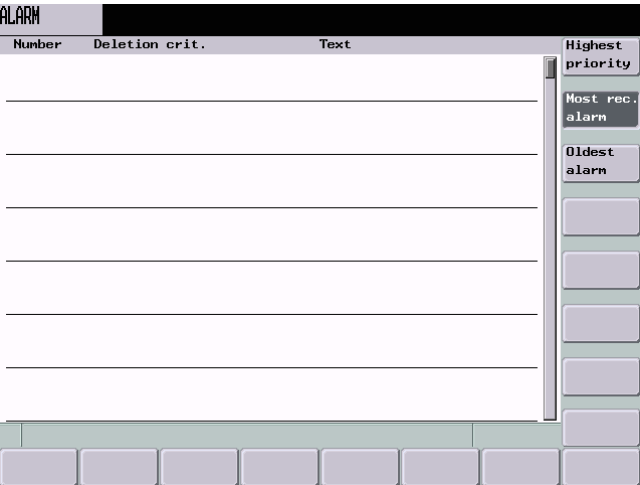 ALARM
Number Deletion crit. Text
Highest
priority
Most rec.
alarm
Oldest
alarm